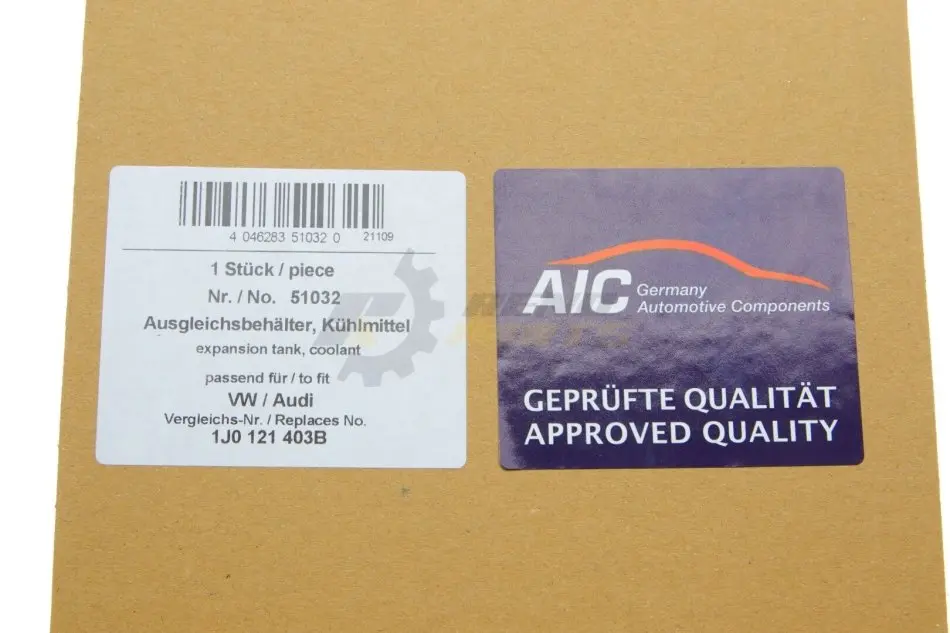 4 046283 51032 0
21109
1 Stück / piece
Nr. / No. 51032
Ausgleichsbehälter, Kühlmittel
expansion tank, coolant
passend für / to fit
VW / Audi
Vergleichs-Nr. / Replaces No.
1J0 121 403B
AIC Germany
Automotive Components
GEPRÜFTE QUALITÄT
APPROVED QUALITY